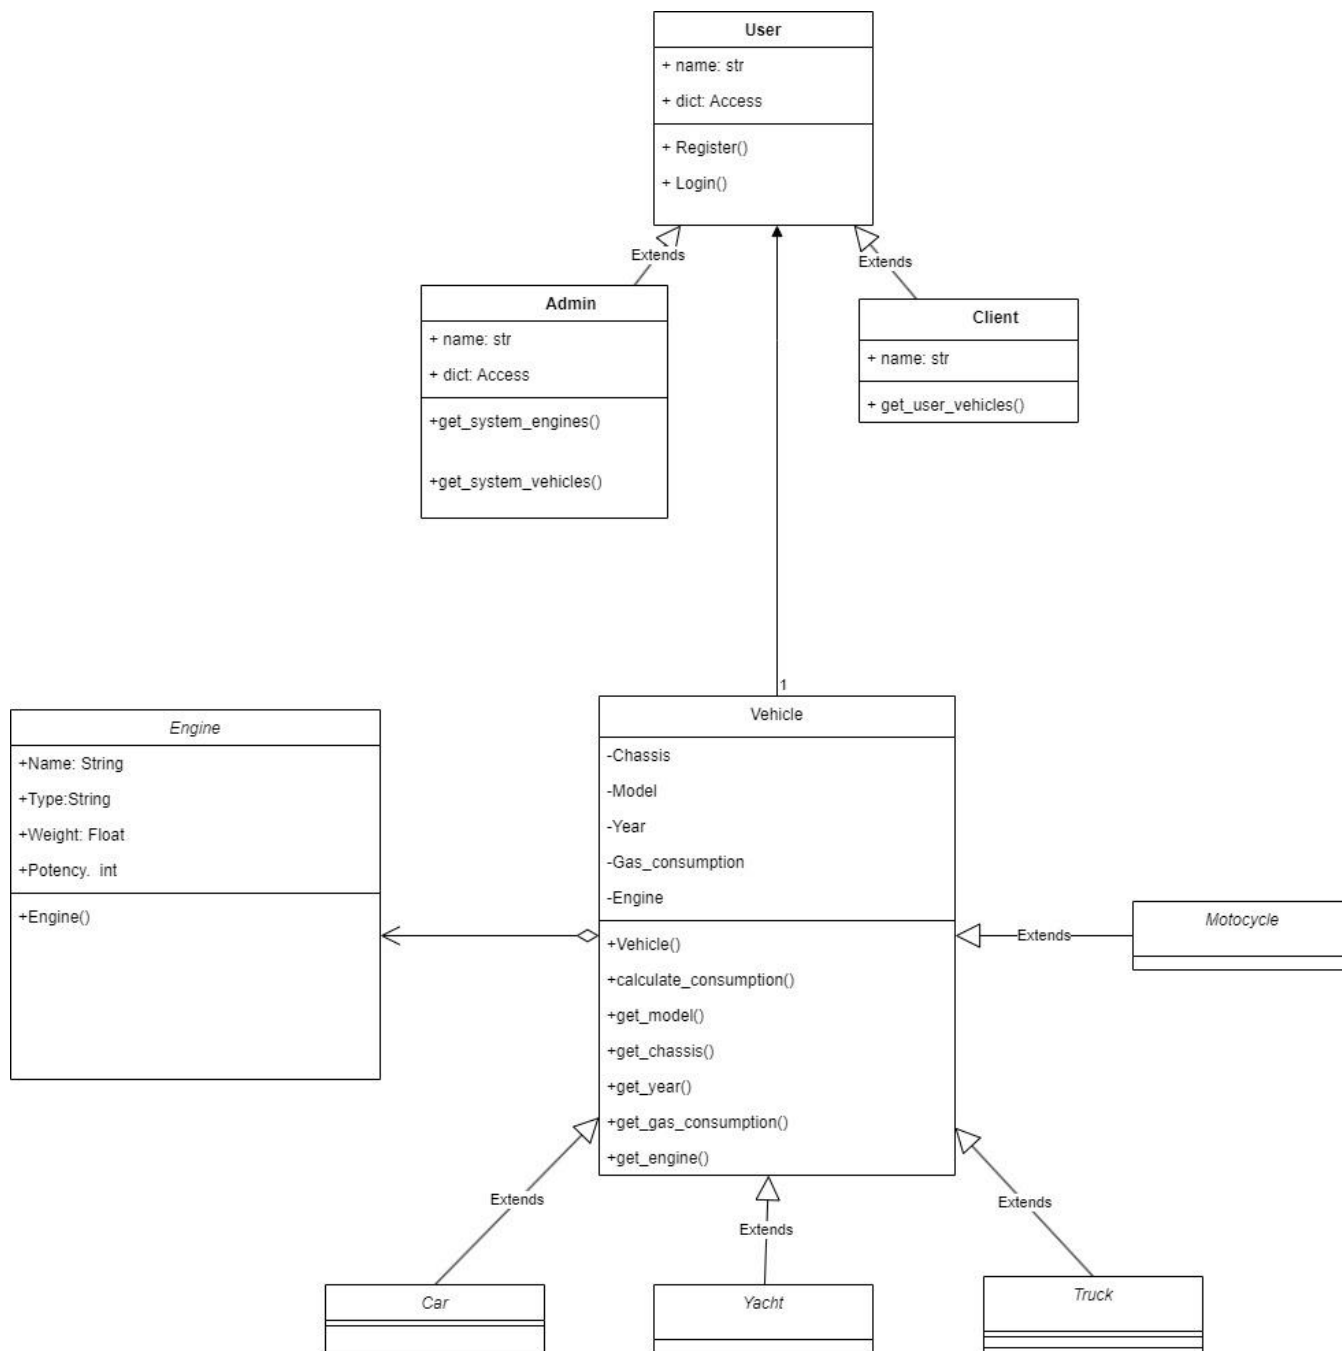 User
+ name: str
+ dict: Access
+ Register()
+ Login()
Extends
Extends
Admin
+ name: str
+ dict: Access
+get_system_engines()
+get_system_vehicles()
Client
+ name: str
+ get_user_vehicles()
1
Engine
+Name: String
+Type:String
+Weight: Float
+Potency.  int
+Engine()
Vehicle
-Chassis
-Model
-Year
-Gas_consumption
-Engine
+Vehicle()
+calculate_consumption()
+get_model()
+get_chassis()
+get_year()
+get_gas_consumption()
+get_engine()
Extends
Motocycle
Extends
Extends
Extends
Car
Yacht
Truck